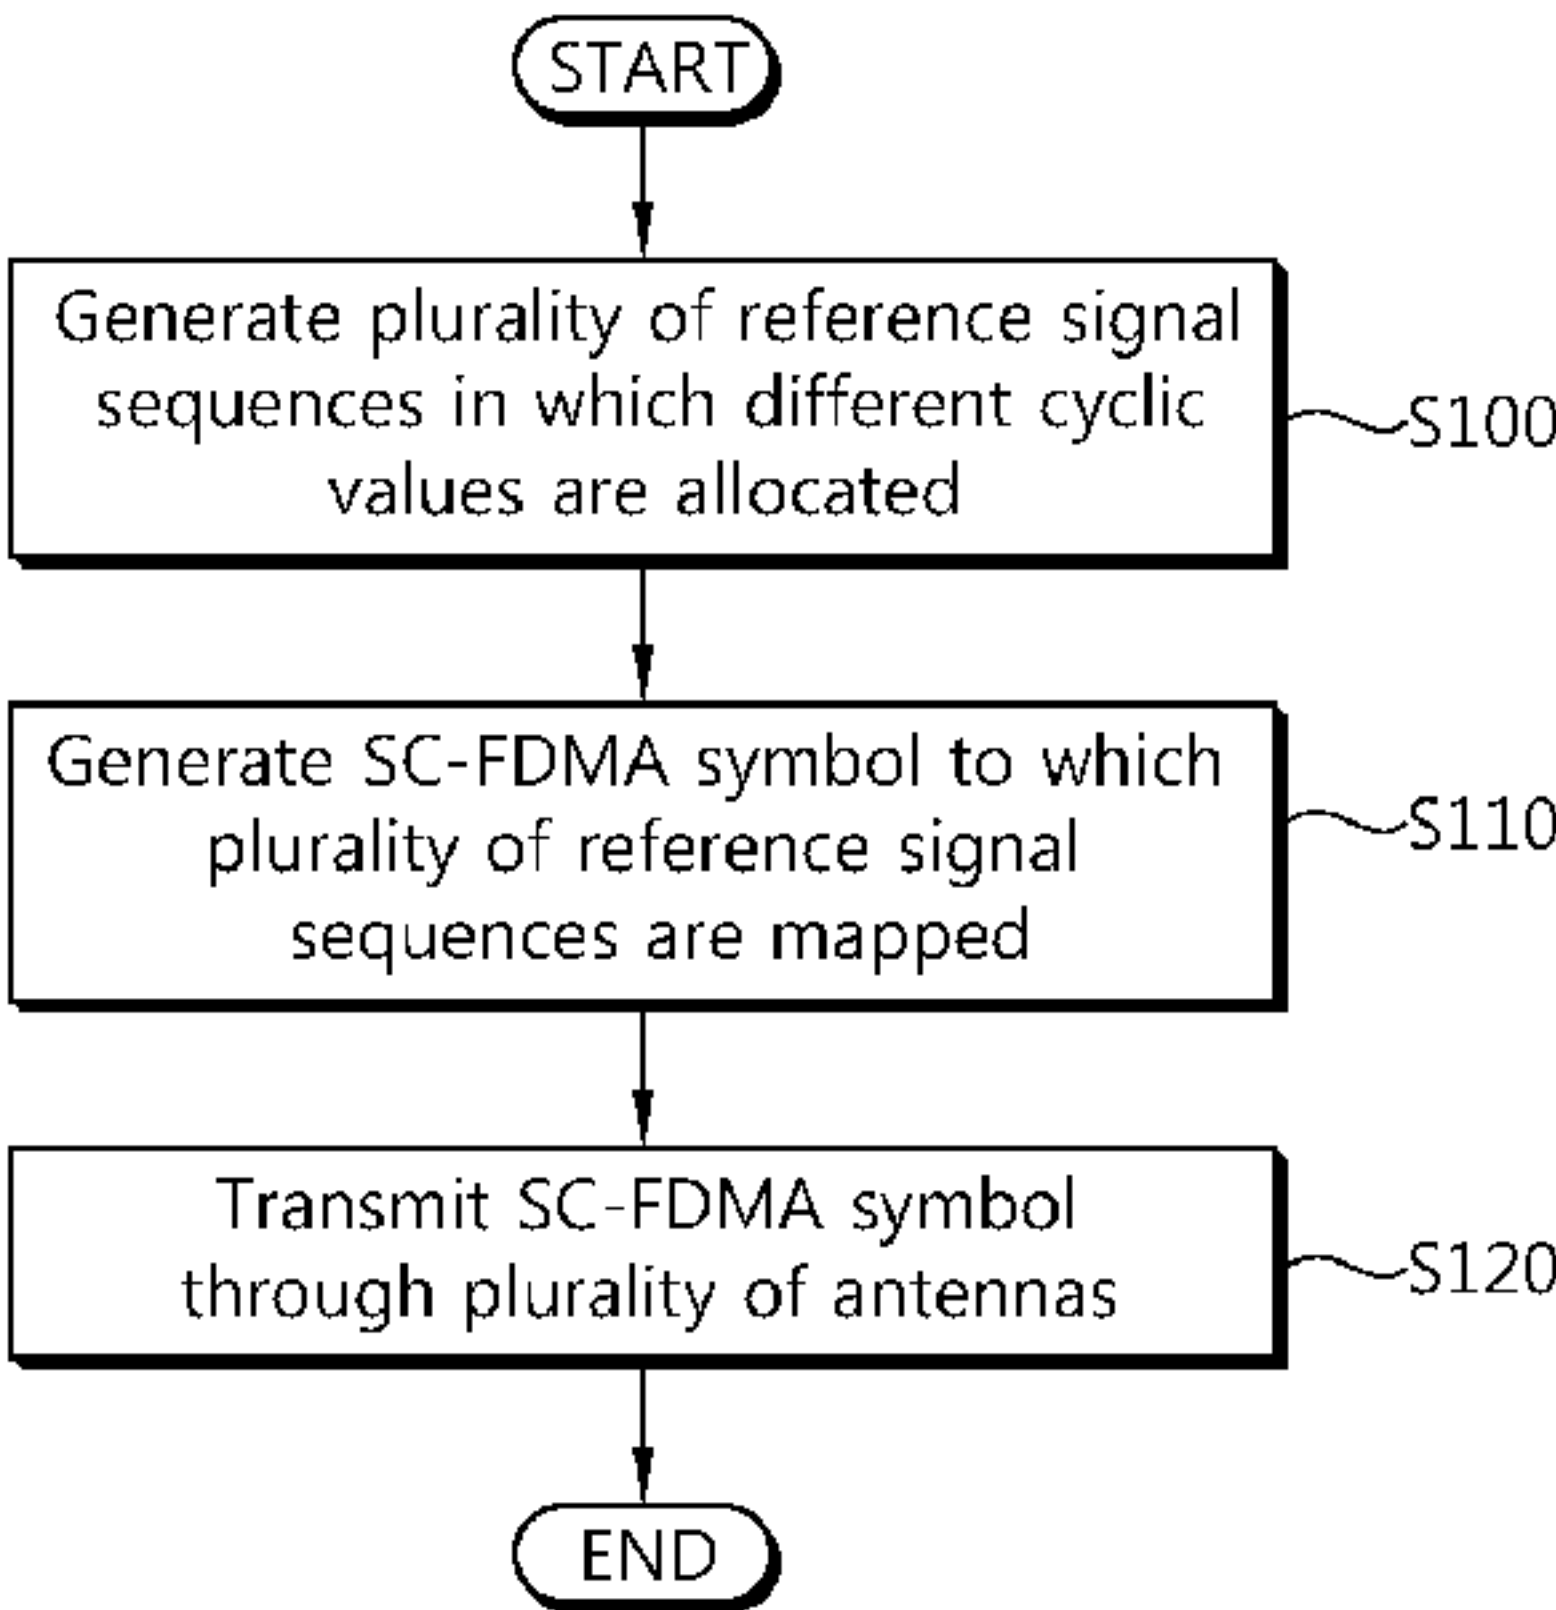 START
Generate plurality of reference signal
sequences in which different cyclic
values are allocated
S100
Generate SC-FDMA symbol to which
plurality of reference signal
sequences are mapped
S110
Transmit SC-FDMA symbol
through plurality of antennas
S120
END